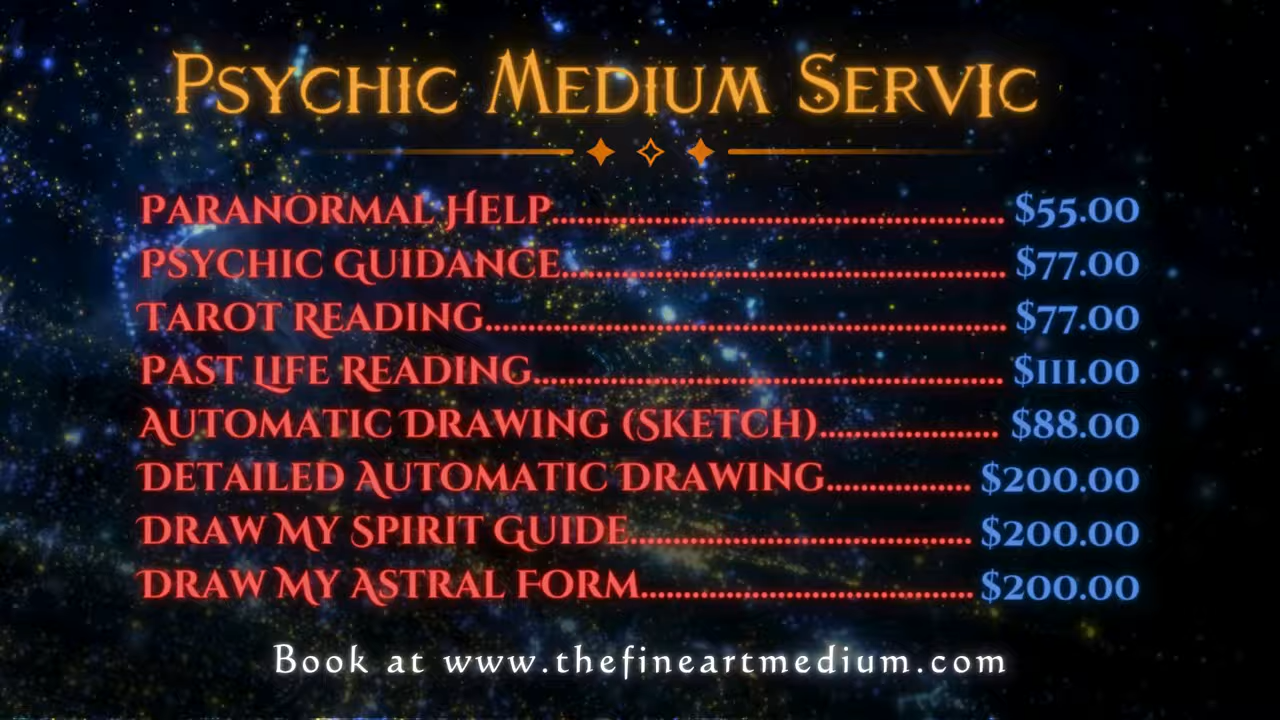 Psychic Medium Servic
Paranormal Help........................................................ $55.00
Psychic Guidance....................................................... $77.00
Tarot Reading................................................................ $77.00
Past Life Reading.......................................................... $111.00
Automatic Drawing (Sketch)...................... $88.00
Detailed Automatic Drawing.................. $200.00
Draw My Spirit Guide.......................................... $200.00
Draw My Astral Form......................................... $200.00
Book at www.thefineartmedium.com